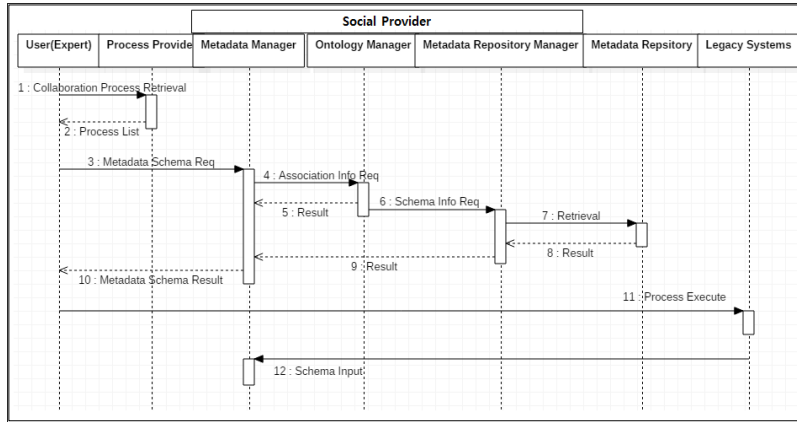 Social Provider
User(Expert)
Process Provide
Metadata Manager
Ontology Manager
Metadata Repository Manager
Metadata Repsitory
Legacy Systems
1 : Collaboration Process Retrieval
2 : Process List
3 : Metadata Schema Req
4 : Association Info Req
5 : Result
6 : Schema Info Req
7 : Retrieval
8 : Result
9 : Result
10 : Metadata Schema Result
11 : Process Execute
12 : Schema Input